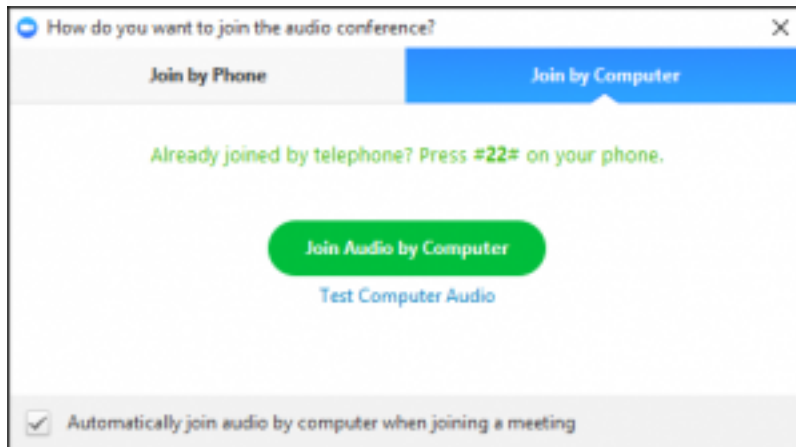 How do you want to join the audio conference?
Join by Phone
Join by Computer
Already joined by telephone? Press #22# on your phone.
Join Audio by Computer
Test Computer Audio
Automatically join audio by computer when joining a meeting